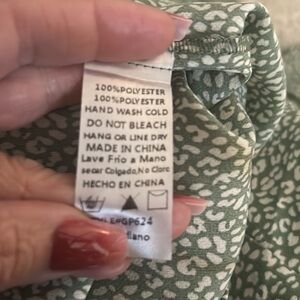 100%POLYESTER
100%POLYESTER
HAND WASH COLD
DO NOT BLEACH
HANG OR LINE DRY
MADE IN CHINA
Lave Frio a Mano
secar Colgado,No Cloro
HECHO EN CHINA
GP624